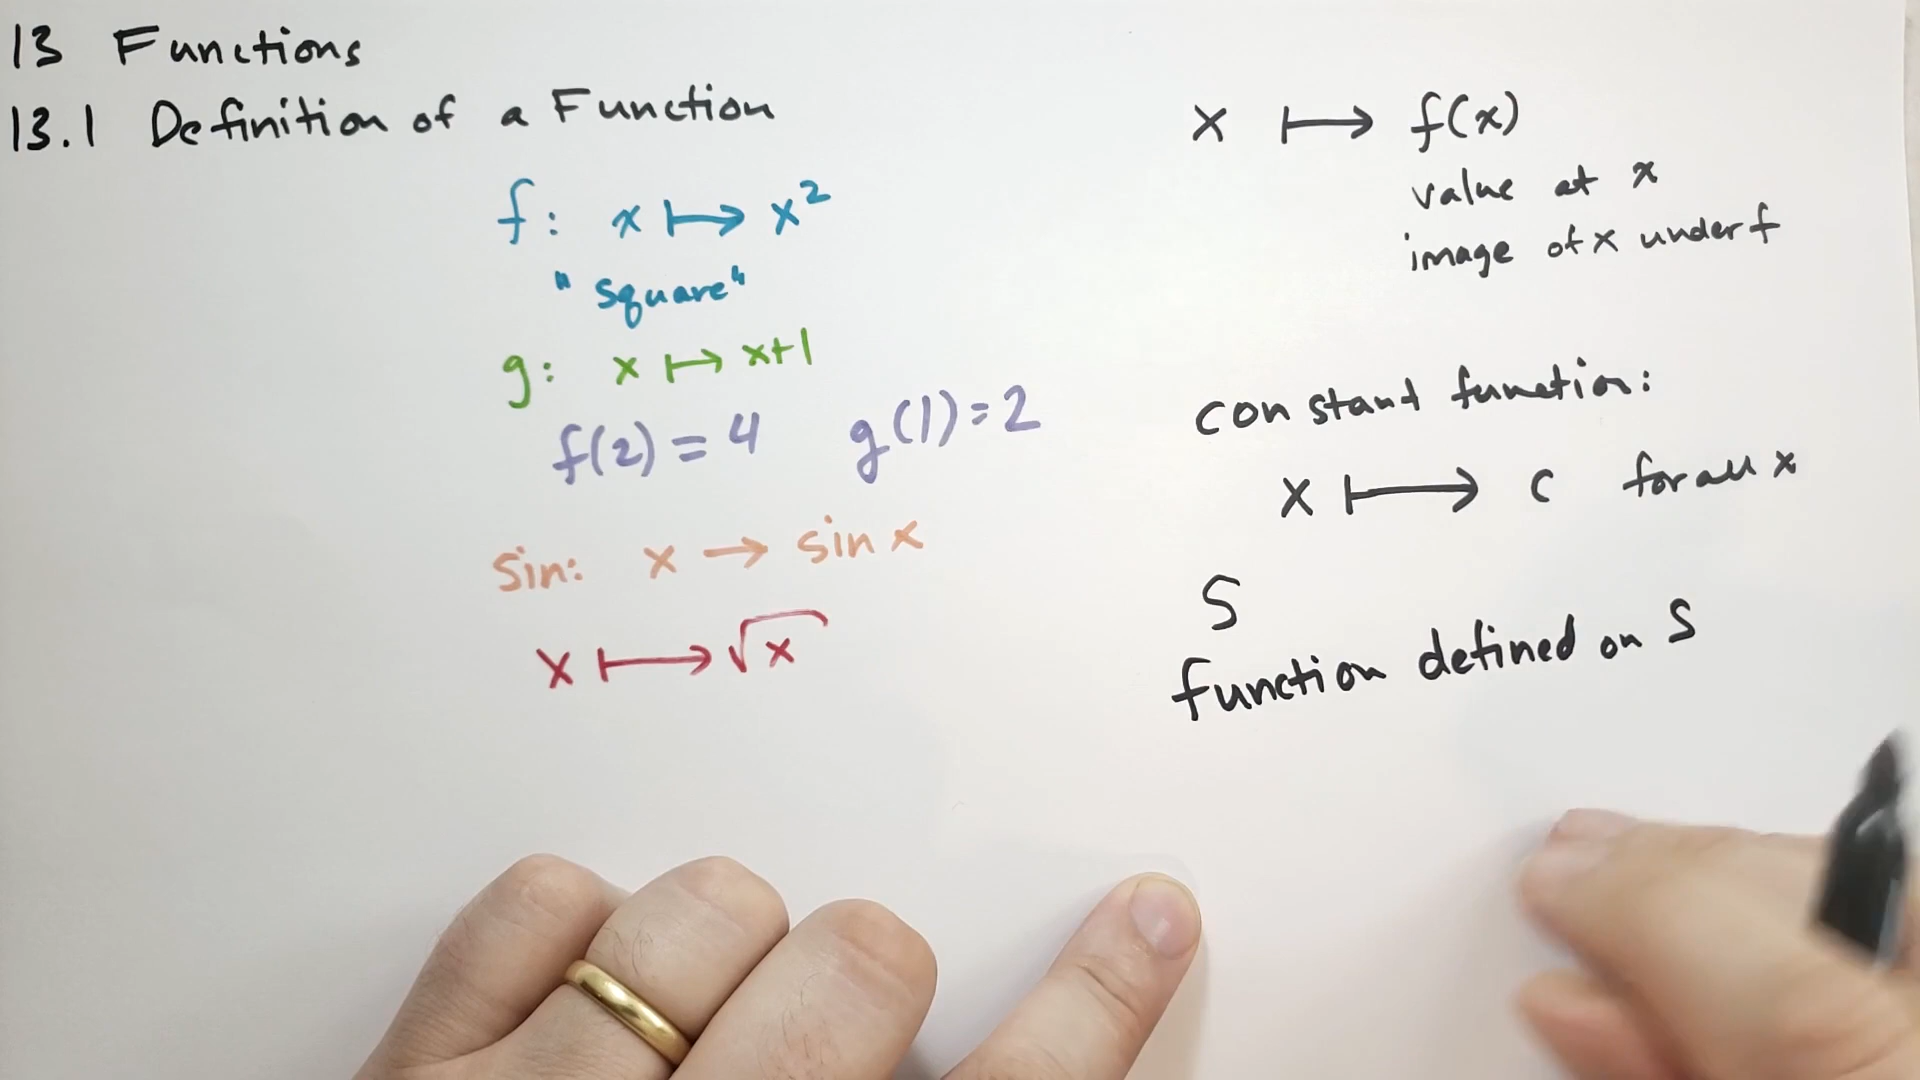 13 Functions
13.1 Definition of a Function
f: x ↦ x²
"square"
g: x ↦ x+1
f(2) = 4 g(1) = 2
sin: x → sin x
x ↦ √x
x ↦ f(x)
value at x
image of x under f
constant function:
x ↦ c for all x
S
function defined on S